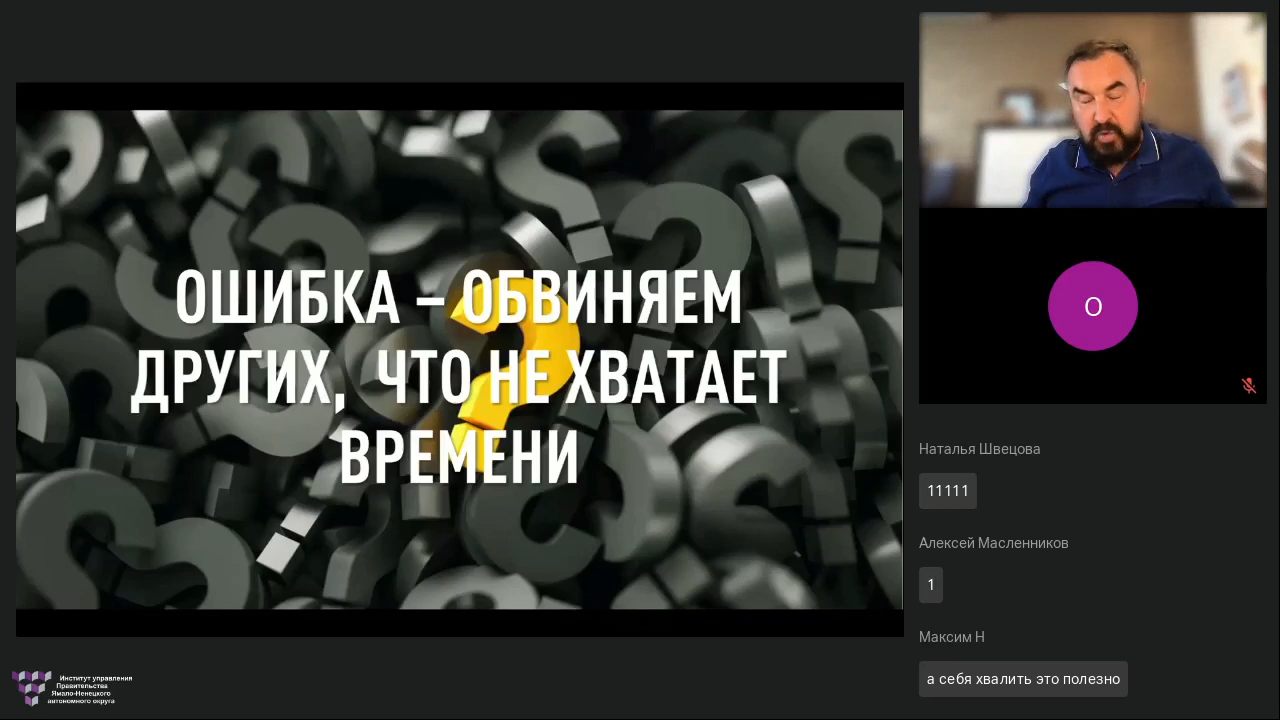 ОШИБКА – ОБВИНЯЕМ
ДРУГИХ, ЧТО НЕ ХВАТАЕТ
ВРЕМЕНИ
О
Наталья Швецова
11111
Алексей Масленников
1
Максим Н
а себя хвалить это полезно
Институт управления
Правительства
Ямало-Ненецкого
автономного округа